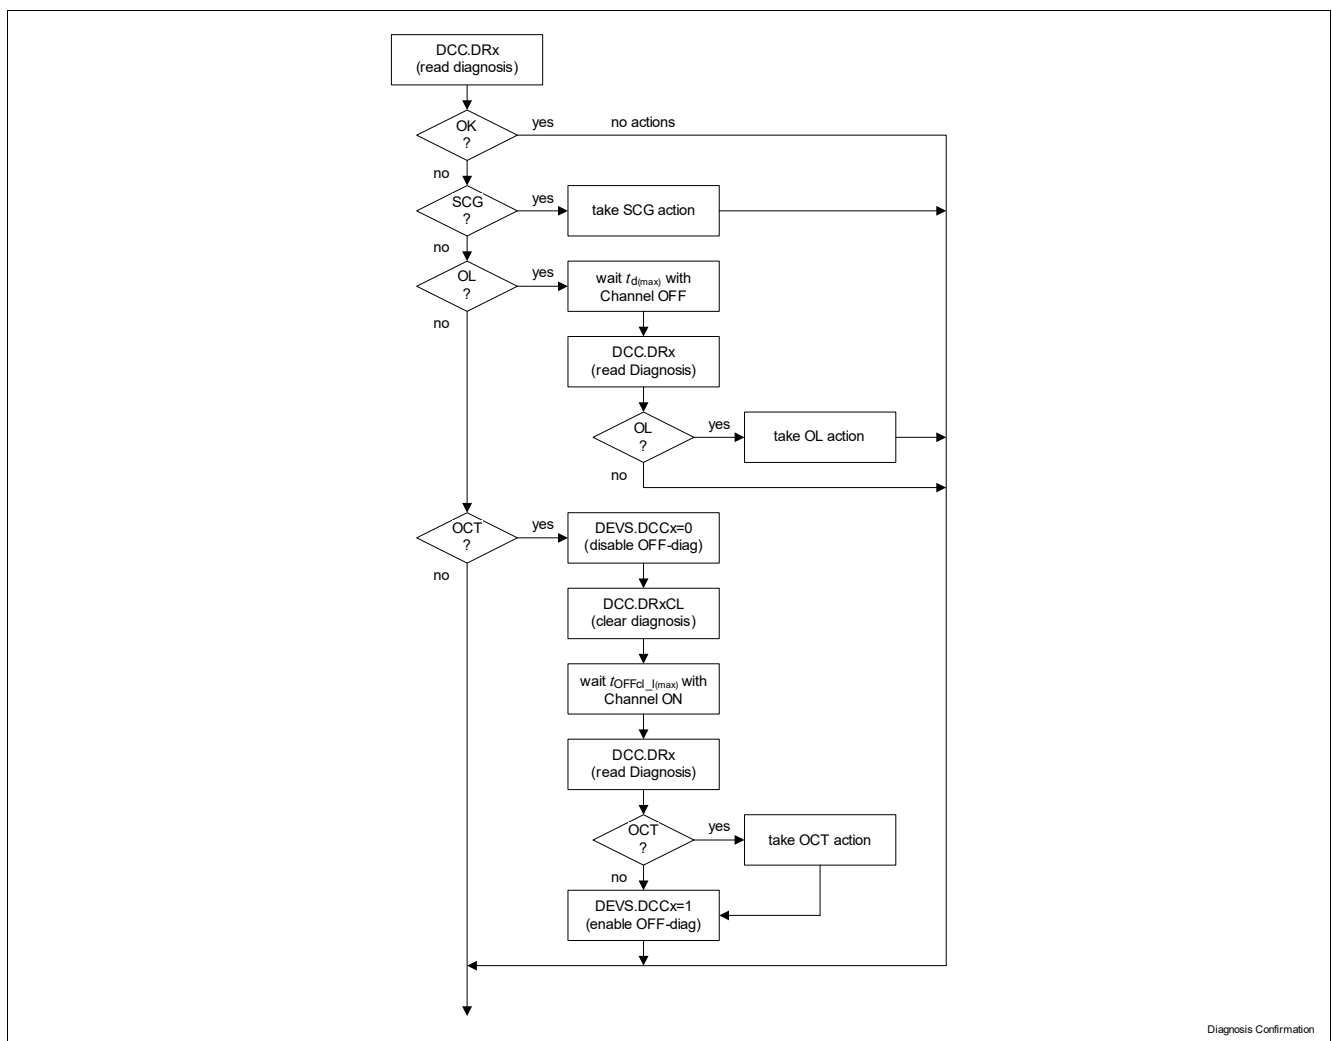 DCC.DRx
(read diagnosis)
OK
?
yes
no actions
no
SCG
?
yes
take SCG action
no
OL
?
yes
wait td(max) with
Channel OFF
no
DCC.DRx
(read Diagnosis)
OL
?
yes
take OL action
no
OCT
?
yes
DEVS.DCCx=0
(disable OFF-diag)
no
DCC.DRxCL
(clear diagnosis)
wait tOFFcl_l(max) with
Channel ON
DCC.DRx
(read Diagnosis)
OCT
?
yes
take OCT action
no
DEVS.DCCx=1
(enable OFF-diag)
Diagnosis Confirmation